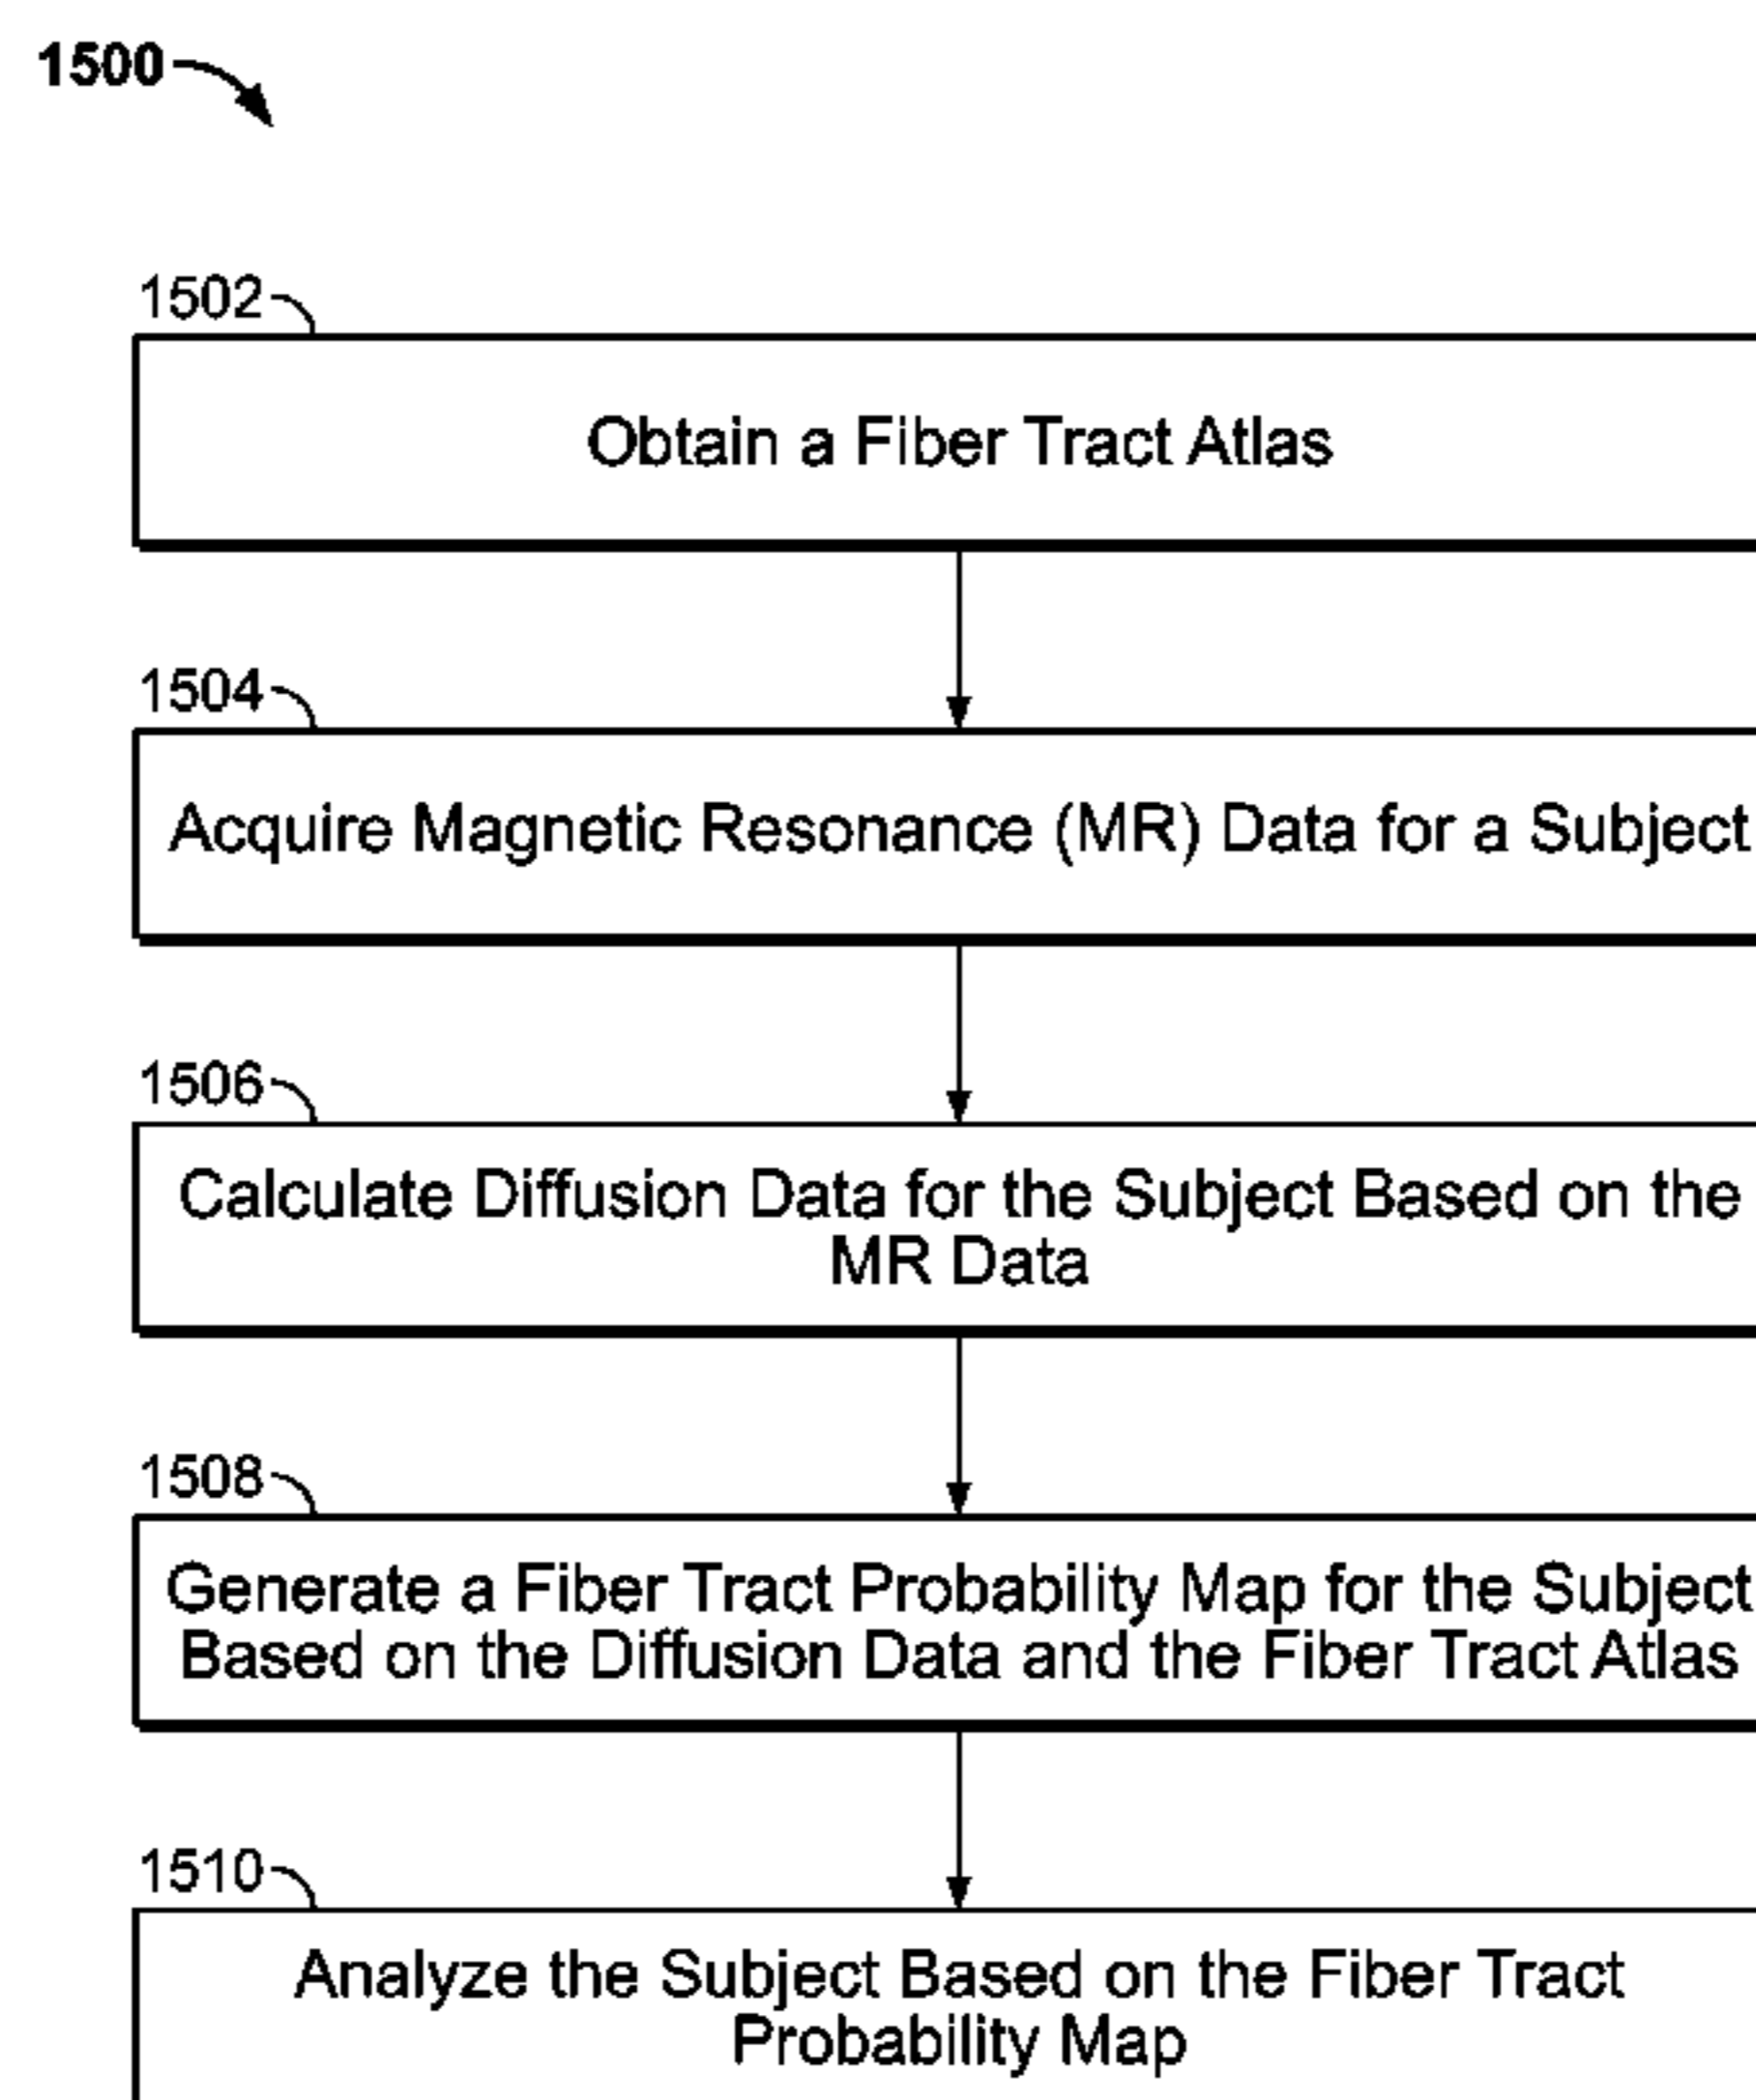 1500
1502
Obtain a Fiber Tract Atlas
1504
Acquire Magnetic Resonance (MR) Data for a Subject
1506
Calculate Diffusion Data for the Subject Based on the
MR Data
1508
Generate a Fiber Tract Probability Map for the Subject
Based on the Diffusion Data and the Fiber Tract Atlas
1510
Analyze the Subject Based on the Fiber Tract
Probability Map